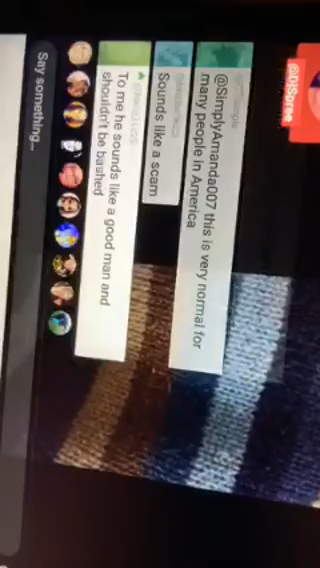 @DJSpree
@SimplyAmanda007 this is very normal for
many people in America
Sounds like a scam
To me he sounds like a good man and
shouldn't be bashed
Say something...